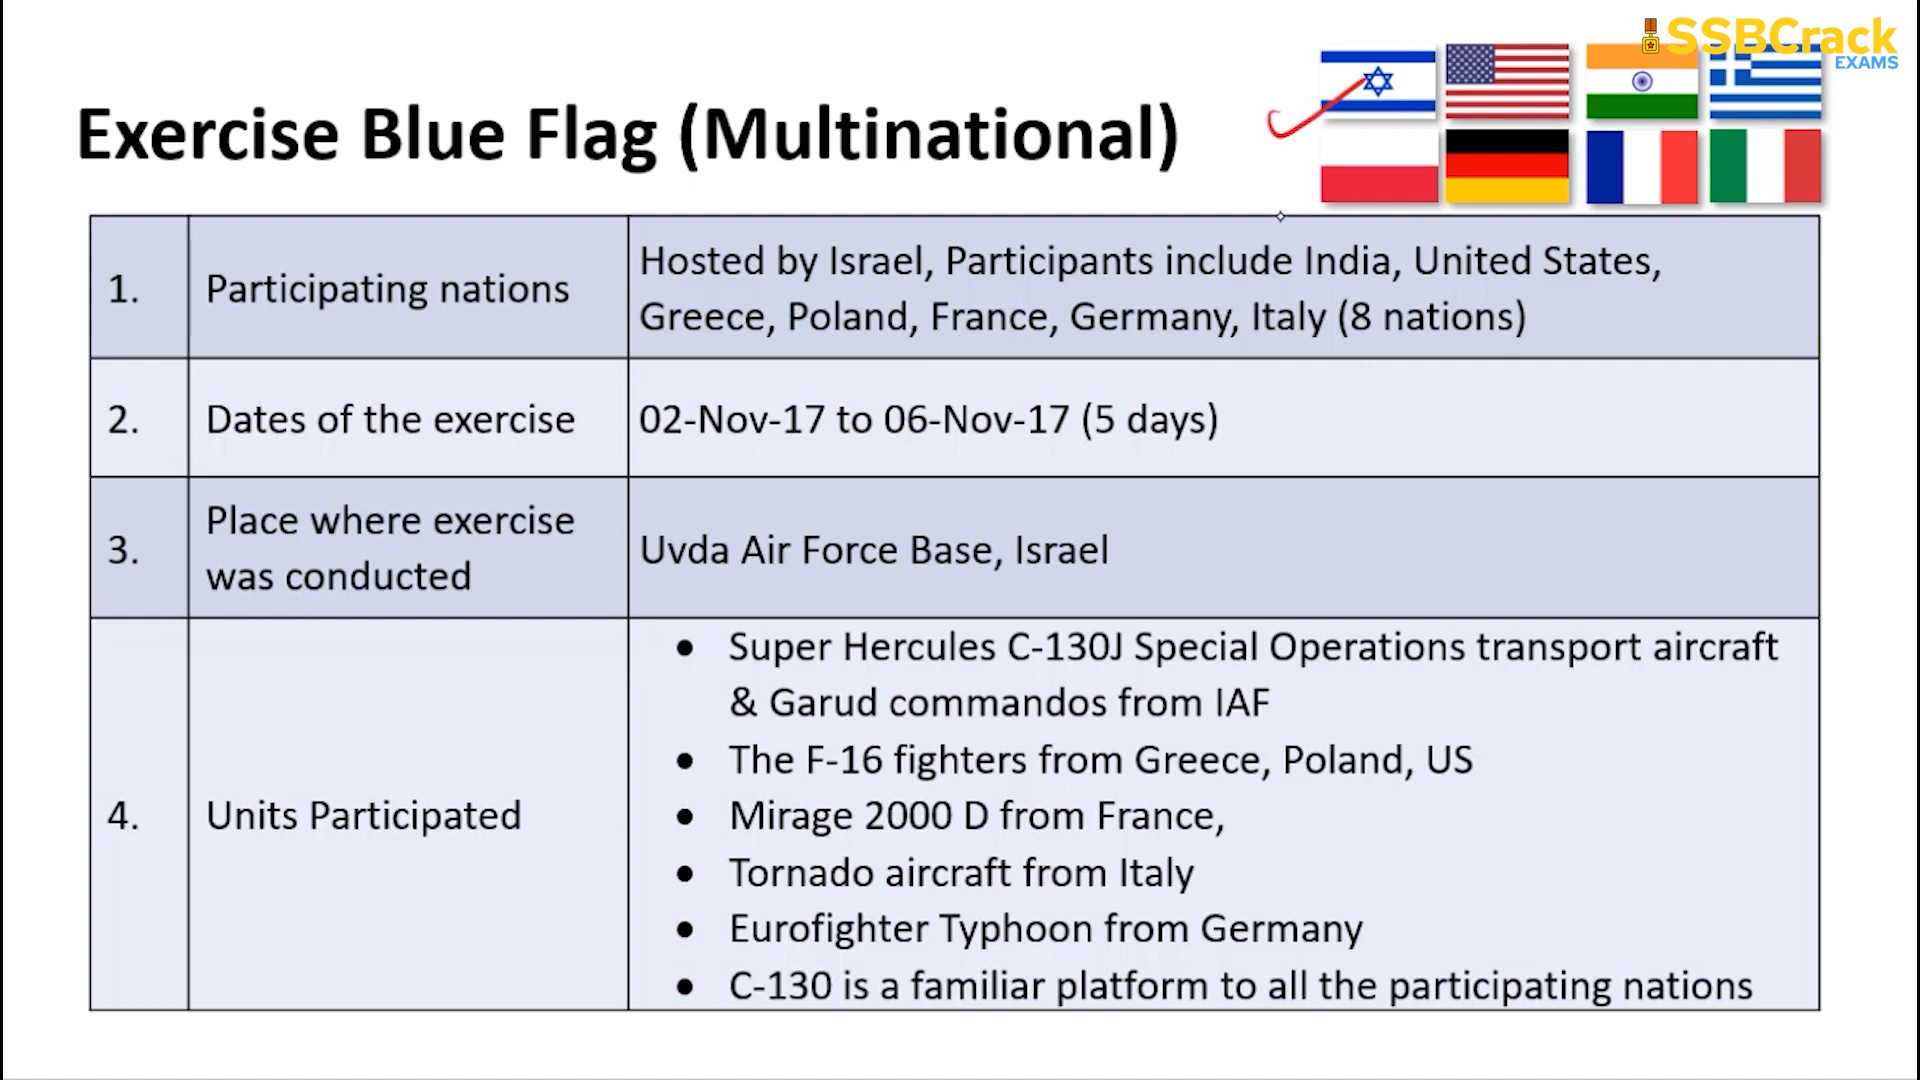 SSBCrack
EXAMS
Exercise Blue Flag (Multinational)
1.
Participating nations
Hosted by Israel, Participants include India, United States,
Greece, Poland, France, Germany, Italy (8 nations)
2.
Dates of the exercise
02-Nov-17 to 06-Nov-17 (5 days)
3.
Place where exercise
was conducted
Uvda Air Force Base, Israel
4.
Units Participated
• Super Hercules C-130J Special Operations transport aircraft
& Garud commandos from IAF
• The F-16 fighters from Greece, Poland, US
• Mirage 2000 D from France,
• Tornado aircraft from Italy
• Eurofighter Typhoon from Germany
• C-130 is a familiar platform to all the participating nations